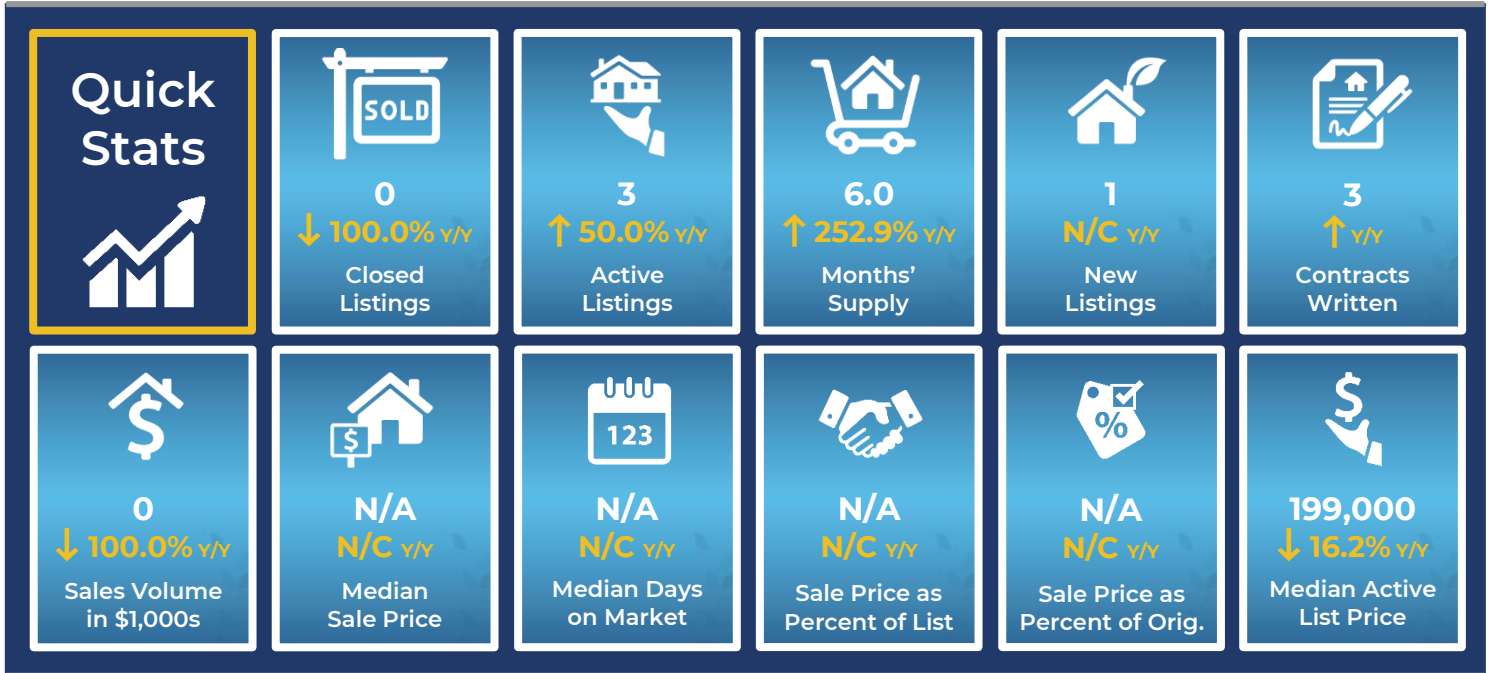 Quick
Stats
SOLD
0
↓ 100.0% Y/Y
Closed
Listings
3
↑ 50.0% Y/Y
Active
Listings
6.0
↑ 252.9% Y/Y
Months’
Supply
1
N/C Y/Y
New
Listings
3
↑ Y/Y
Contracts
Written
$
0
↓ 100.0% Y/Y
Sales Volume
in $1,000s
$
N/A
N/C Y/Y
Median
Sale Price
123
N/A
N/C Y/Y
Median Days
on Market
N/A
N/C Y/Y
Sale Price as
Percent of List
%
N/A
N/C Y/Y
Sale Price as
Percent of Orig.
$
199,000
↓ 16.2% Y/Y
Median Active
List Price